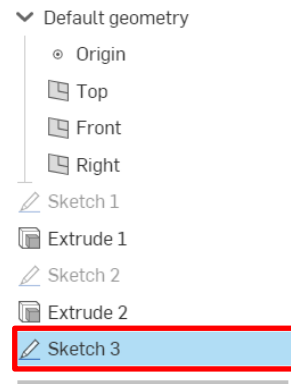 Default geometry
Origin
Top
Front
Right
Sketch 1
Extrude 1
Sketch 2
Extrude 2
Sketch 3